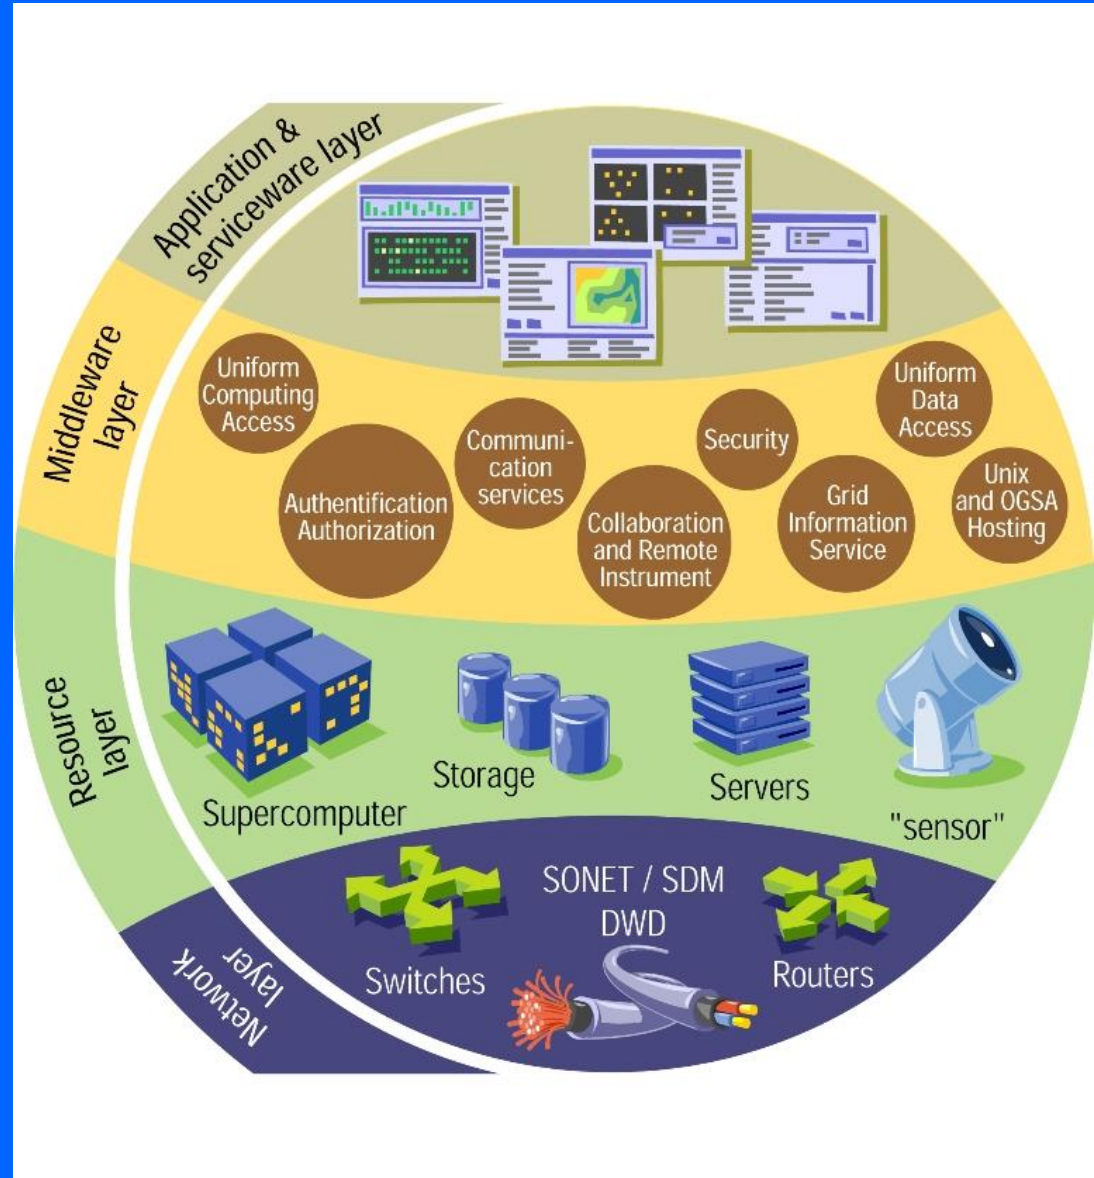 Application &
serviceware layer
Middleware
layer
Uniform
Computing
Access
Authentification
Authorization
Communi-
cation
services
Collaboration
and Remote
Instrument
Security
Grid
Information
Service
Uniform
Data
Access
Unix
and OGSA
Hosting
Resource
layer
Supercomputer
Storage
Servers
"sensor"
Network
layer
Switches
SONET / SDM
DWD
Routers